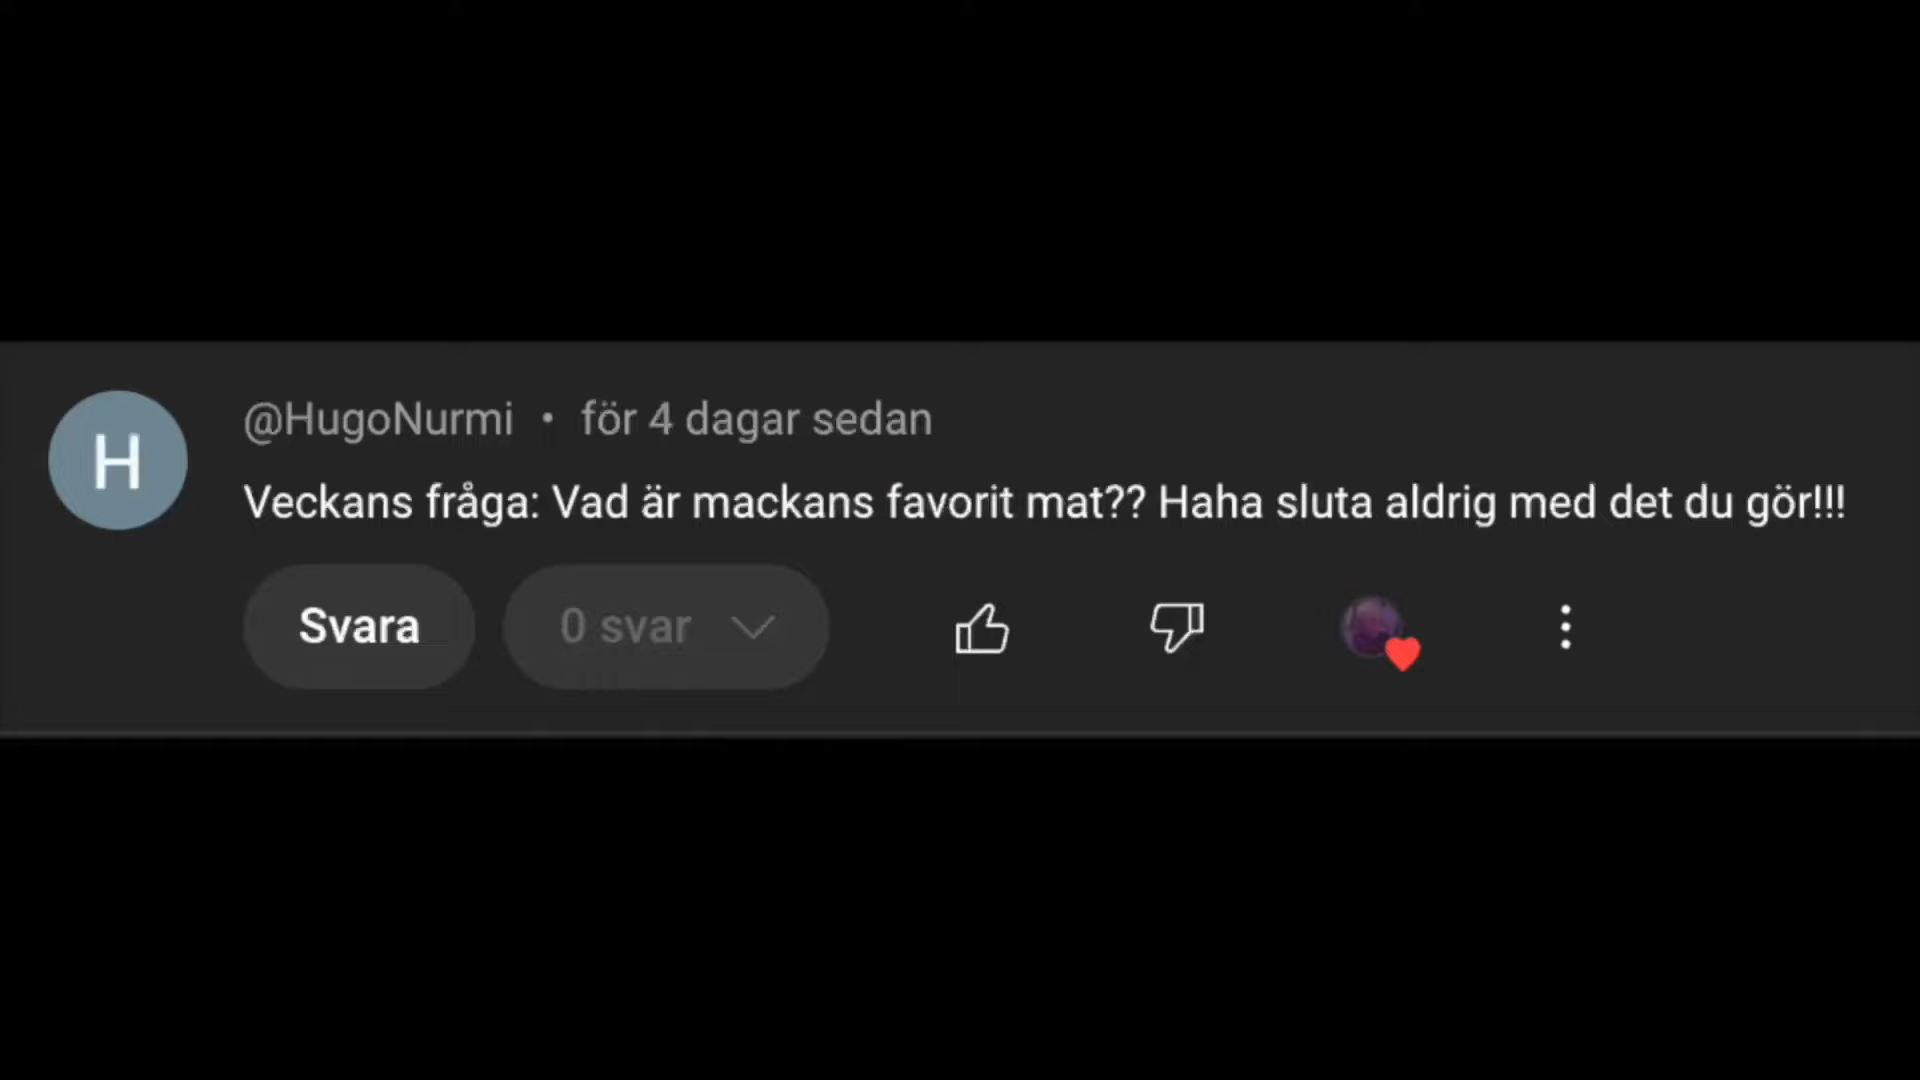 H
@HugoNurmi • för 4 dagar sedan
Veckans fråga: Vad är mackans favorit mat?? Haha sluta aldrig med det du gör!!!
Svara
0 svar